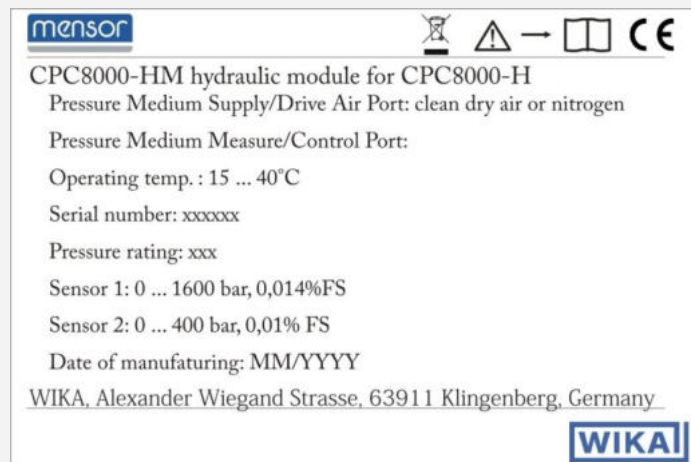 mensor
CE
CPC8000-HM hydraulic module for CPC8000-H
Pressure Medium Supply/Drive Air Port: clean dry air or nitrogen
Pressure Medium Measure/Control Port:
Operating temp. : 15 ... 40°C
Serial number: xxxxxx
Pressure rating: xxx
Sensor 1: 0 ... 1600 bar, 0,014%FS
Sensor 2: 0 ... 400 bar, 0,01% FS
Date of manufaturing: MM/YYYY
WIKA, Alexander Wiegand Strasse, 63911 Klingenberg, Germany
WIKA